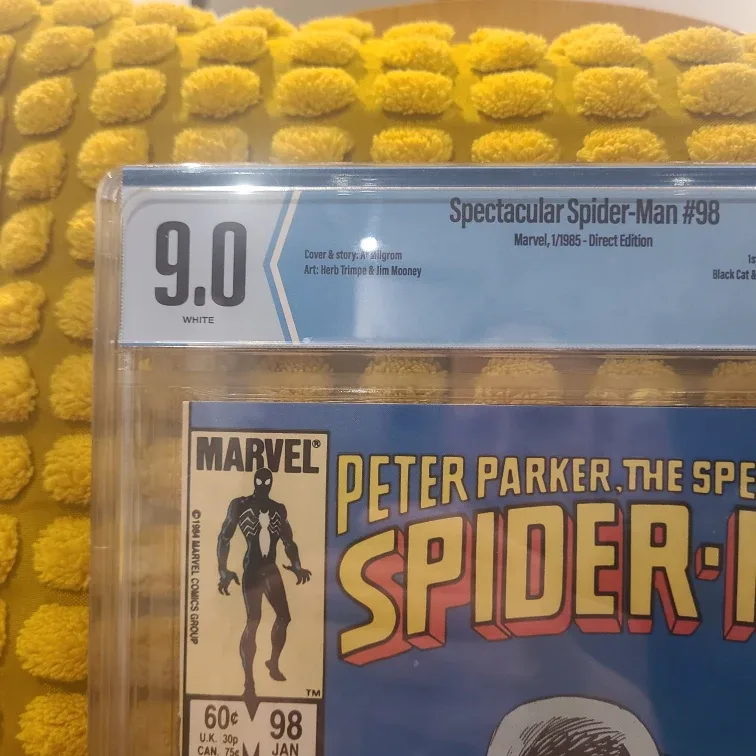 9.0
WHITE
Spectacular Spider-Man #98
Marvel, 1/1985 - Direct Edition
Cover & story: Milgrom
Art: Herb Trimpe & Jim Mooney
1s
Black Cat &
MARVEL®
©1984 MARVEL COMICS GROUP
TM
60¢
U.K. 30p
CAN. 75¢
98
JAN
PETER PARKER, THE SPE
SPIDER-M